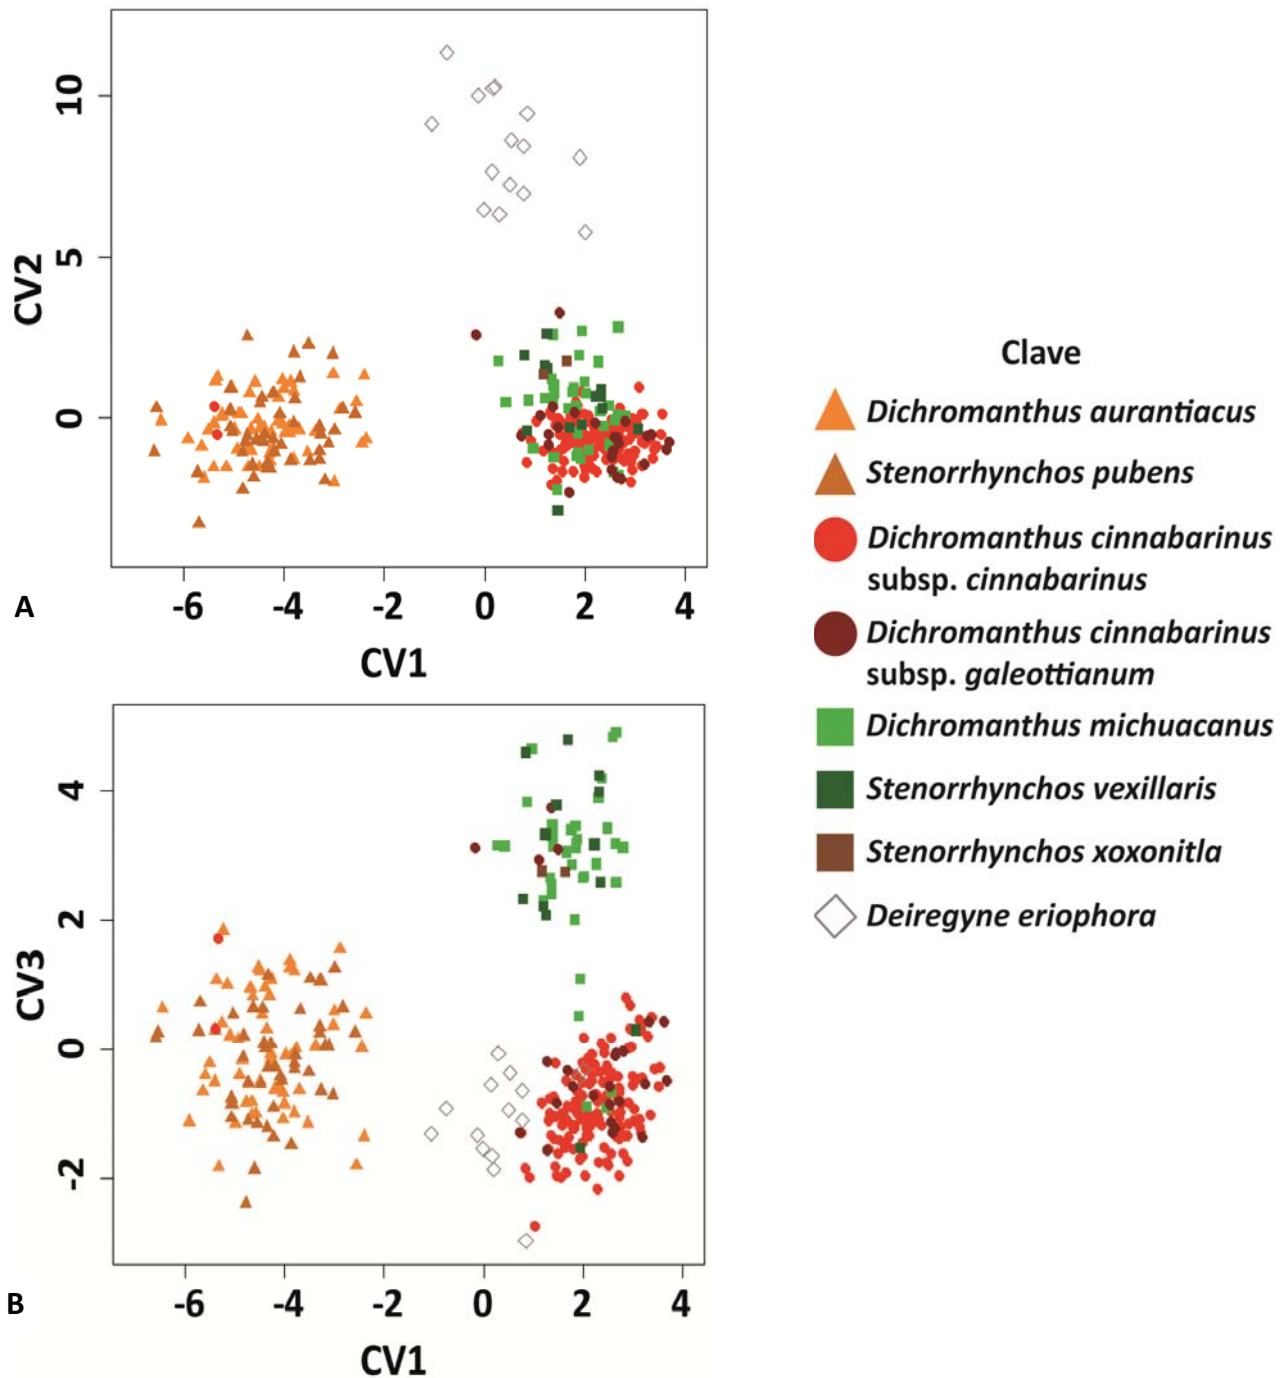 10
5
0
CV2
-6 -4 -2 0 2 4
A
CV1
4
2
0
-2
CV3
-6 -4 -2 0 2 4
B
CV1
Clave
Dichromanthus aurantiacus
Stenorrhynchos pubens
Dichromanthus cinnabarinus
subsp. cinnabarinus
Dichromanthus cinnabarinus
subsp. galeottianum
Dichromanthus michuacanus
Stenorrhynchos vexillaris
Stenorrhynchos xoxonitla
Deiregyne eriophora